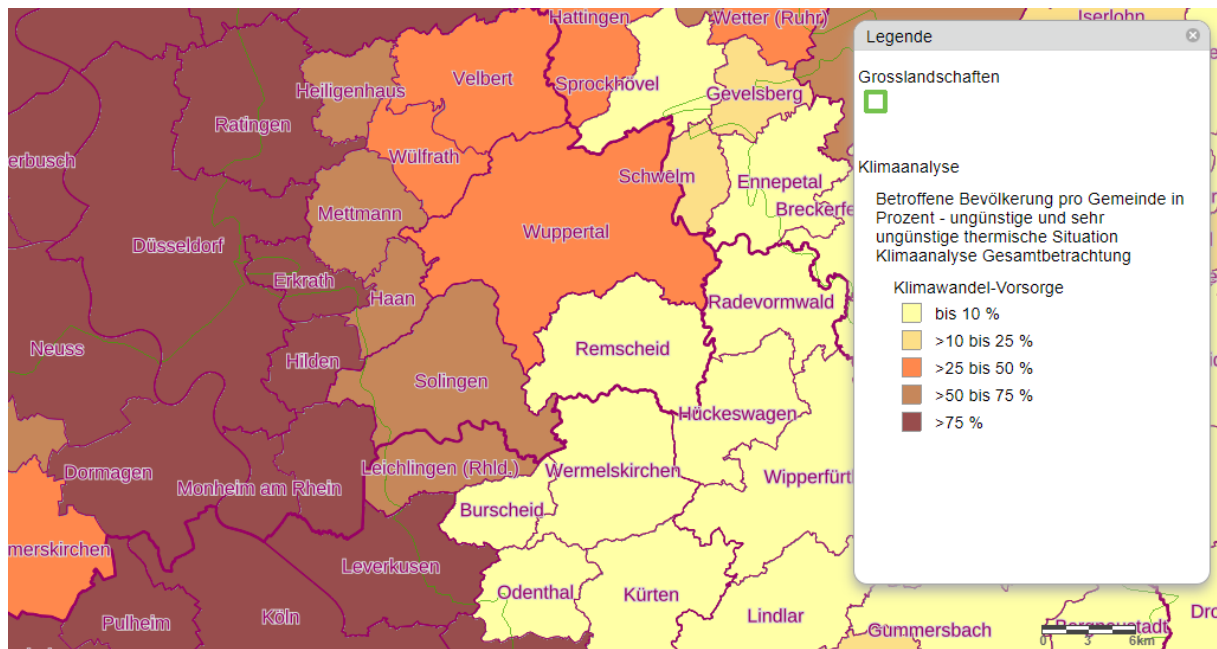 Hattingen
Wetter (Ruhr)
Iserlohn
Velbert
Sprockhövel
Heiligenhaus
Gevelsberg
Ratingen
erbusch
Wülfrath
Schwelm
Ennepetal
Mettmann
Breckerfe
Wuppertal
Düsseldorf
Erkrath
Haan
Radevormwald
Neuss
Hilden
Remscheid
Solingen
Hückeswagen
Dormagen
Leichlingen (Rhld.)
Wermelskirchen
Wipperfürt
Monheim am Rhein
Burscheid
merskirchen
Leverkusen
Odenthal
Kürten
Pulheim
Köln
Lindlar
Gummersbach
Bergneustadt
Dro
0 3 6km
Legende
Grosslandschaften
Klimaanalyse
Betroffene Bevölkerung pro Gemeinde in
Prozent - ungünstige und sehr
ungünstige thermische Situation
Klimaanalyse Gesamtbetrachtung
Klimawandel-Vorsorge
bis 10 %
>10 bis 25 %
>25 bis 50 %
>50 bis 75 %
>75 %